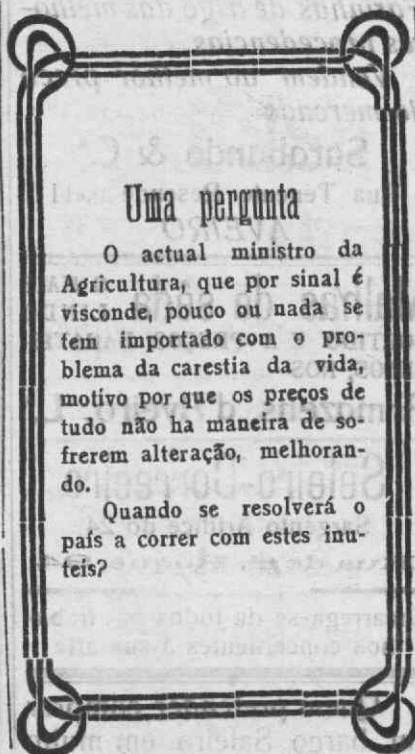 Uma pergunta
O actual ministro da
Agricultura, que por sinal é
visconde, pouco ou nada se
tem importado com o pro-
blema da carestia da vida,
motivo por que os preços de
tudo não ha maneira de so-
frerem alteração, melhoran-
do.
Quando se resolverá o
país a correr com estes inu-
teis?